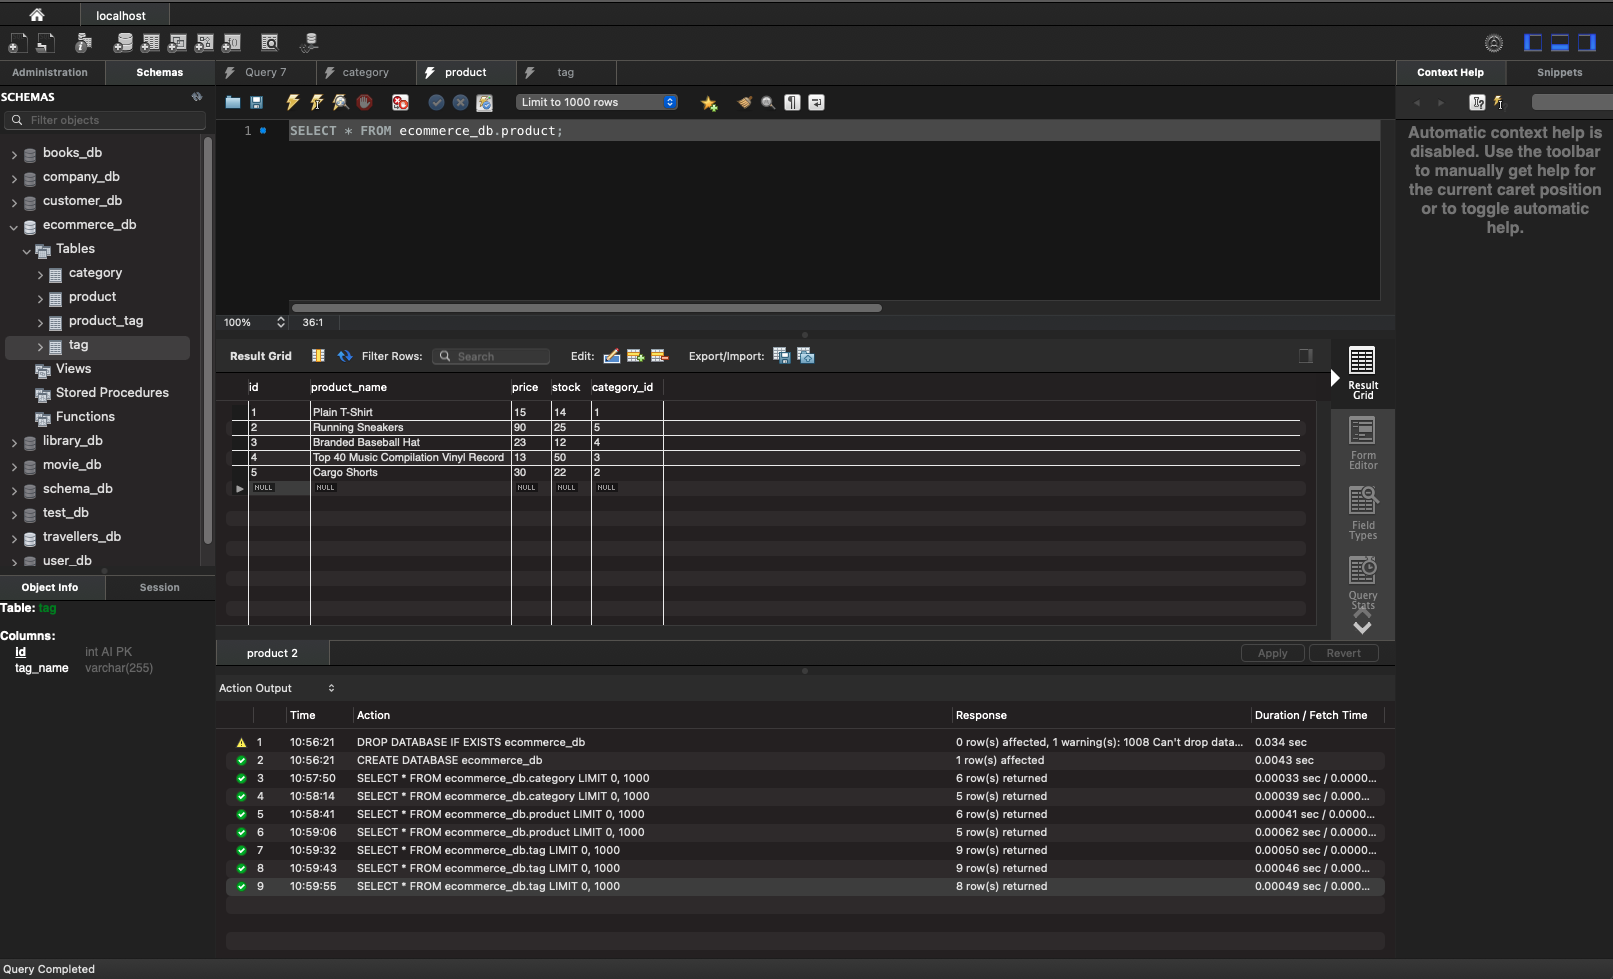 localhost
Administration
Schemas
Query 7
category
product
tag
Context Help
Snippets
SCHEMAS
Filter objects
Limit to 1000 rows
1
SELECT * FROM ecommerce_db.product;
Automatic context help is
disabled. Use the toolbar
to manually get help for
the current caret position
or to toggle automatic
help.
books_db
company_db
customer_db
ecommerce_db
Tables
category
product
product_tag
tag
Views
Stored Procedures
Functions
library_db
movie_db
schema_db
test_db
travellers_db
user_db
100%
36:1
Result Grid
Filter Rows:
Search
Edit:
Export/Import:
id product_name price stock category_id
1 Plain T-Shirt 15 14 1
2 Running Sneakers 90 25 5
3 Branded Baseball Hat 23 12 4
4 Top 40 Music Compilation Vinyl Record 13 50 3
5 Cargo Shorts 30 22 2
NULL NULL NULL NULL NULL
Result
Grid
Form
Editor
Field
Types
Query
Stats
Object Info
Session
Table: tag
Columns:
id int AI PK
tag_name varchar(255)
product 2
Apply
Revert
Action Output
Time Action Response Duration / Fetch Time
1 10:56:21 DROP DATABASE IF EXISTS ecommerce_db 0 row(s) affected, 1 warning(s): 1008 Can't drop data... 0.034 sec
2 10:56:21 CREATE DATABASE ecommerce_db 1 row(s) affected 0.0043 sec
3 10:57:50 SELECT * FROM ecommerce_db.category LIMIT 0, 1000 6 row(s) returned 0.00033 sec / 0.0000...
4 10:58:14 SELECT * FROM ecommerce_db.category LIMIT 0, 1000 5 row(s) returned 0.00039 sec / 0.000...
5 10:58:41 SELECT * FROM ecommerce_db.product LIMIT 0, 1000 6 row(s) returned 0.00041 sec / 0.0000...
6 10:59:06 SELECT * FROM ecommerce_db.product LIMIT 0, 1000 5 row(s) returned 0.00062 sec / 0.0000...
7 10:59:32 SELECT * FROM ecommerce_db.tag LIMIT 0, 1000 9 row(s) returned 0.00050 sec / 0.0000...
8 10:59:43 SELECT * FROM ecommerce_db.tag LIMIT 0, 1000 9 row(s) returned 0.00046 sec / 0.000...
9 10:59:55 SELECT * FROM ecommerce_db.tag LIMIT 0, 1000 8 row(s) returned 0.00049 sec / 0.000...
Query Completed